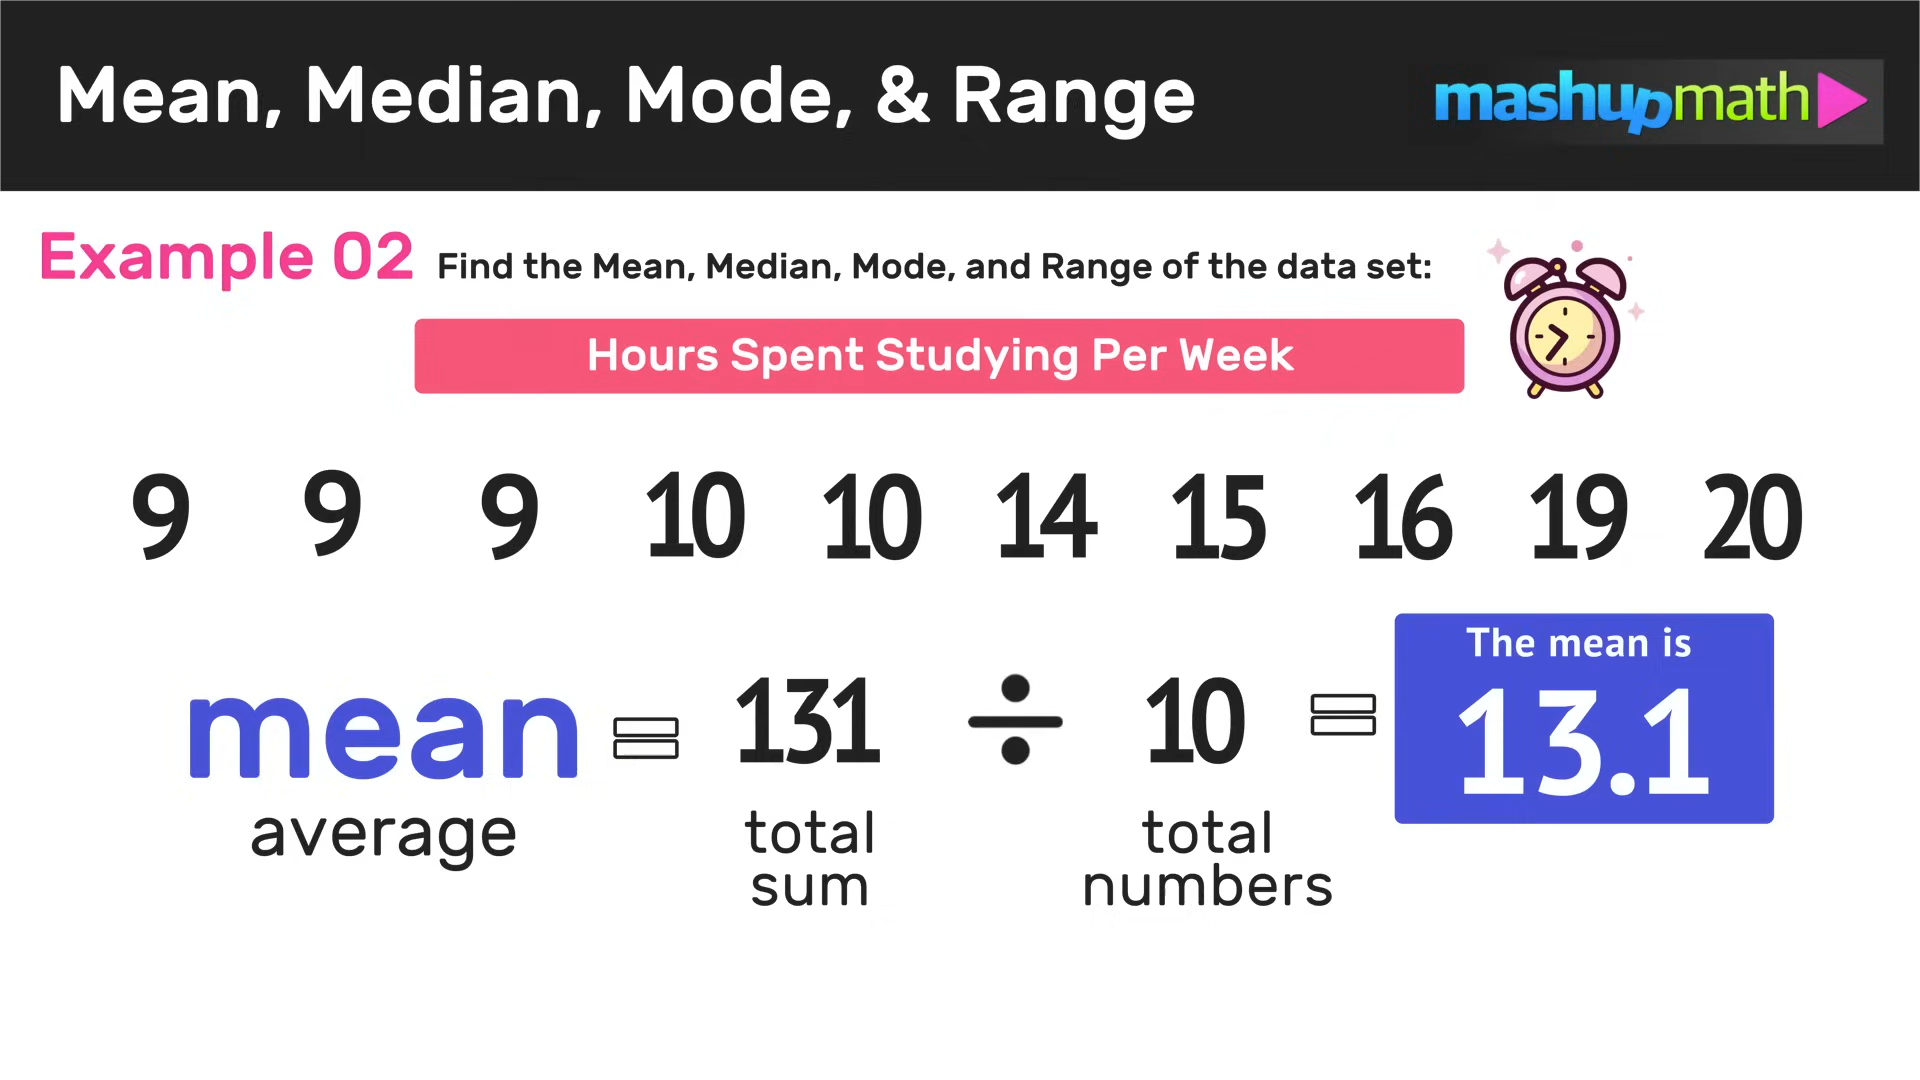 Mean, Median, Mode, & Range
mashupmath
Example 02 Find the Mean, Median, Mode, and Range of the data set:
Hours Spent Studying Per Week
9 9 9 10 10 14 15 16 19 20
The mean is
mean = 131 ÷ 10 = 13.1
average total total
sum numbers